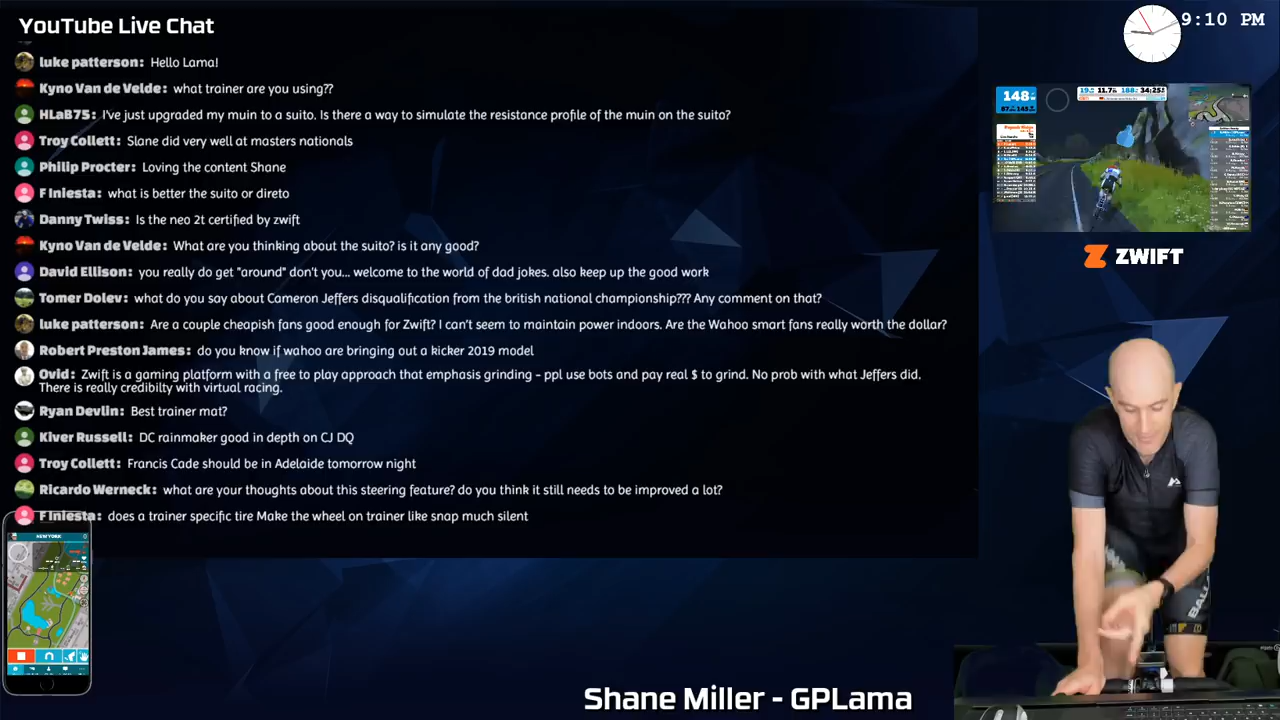 YouTube Live Chat
9:10 PM
luke patterson: Hello Lama!
Kyno Van de Velde: what trainer are you using??
HLaB75: I've just upgraded my muin to a suito is there a way to simulate the resistance profile of the muin on the suito?
Troy Collett: Slane did very well at masters nationals
Philip Procter: Loving the content Shane
F Iniesta: what is better the suito or direto
Danny Twiss: Is the neo 2t certified by zwift
Kyno Van de Velde: What are you thinking about the suito? is it any good?
David Ellison: you really do get "around" don't you... welcome to the world of dad jokes. also keep up the good work
Tomer Dolev: what do you say about Cameron Jeffers disqualification from the british national championship??? Any comment on that?
luke patterson: Are a couple cheapish fans good enough for Zwift? I can't seem to maintain power indoors. Are the Wahoo smart fans really worth the dollar?
Robert Preston James: do you know if wahoo are bringing out a kicker 2019 model
Ovid: Zwift is a gaming platform with a free to play approach that emphasis grinding - ppl use bots and pay real $ to grind. No prob with what Jeffers did.
There is really credibilty with virtual racing.
Ryan Devlin: Best trainer mat?
Kiver Russell: DC rainmaker good in depth on CJ DQ
Troy Collett: Francis Cade should be in Adelaide tomorrow night
Ricardo Werneck: what are your thoughts about this steering feature? do you think it still needs to be improved a lot?
F Iniesta: does a trainer specific tire Make the wheel on trainer like snap much silent
148
ZWIFT
NEW YORK
Shane Miller - GPLama